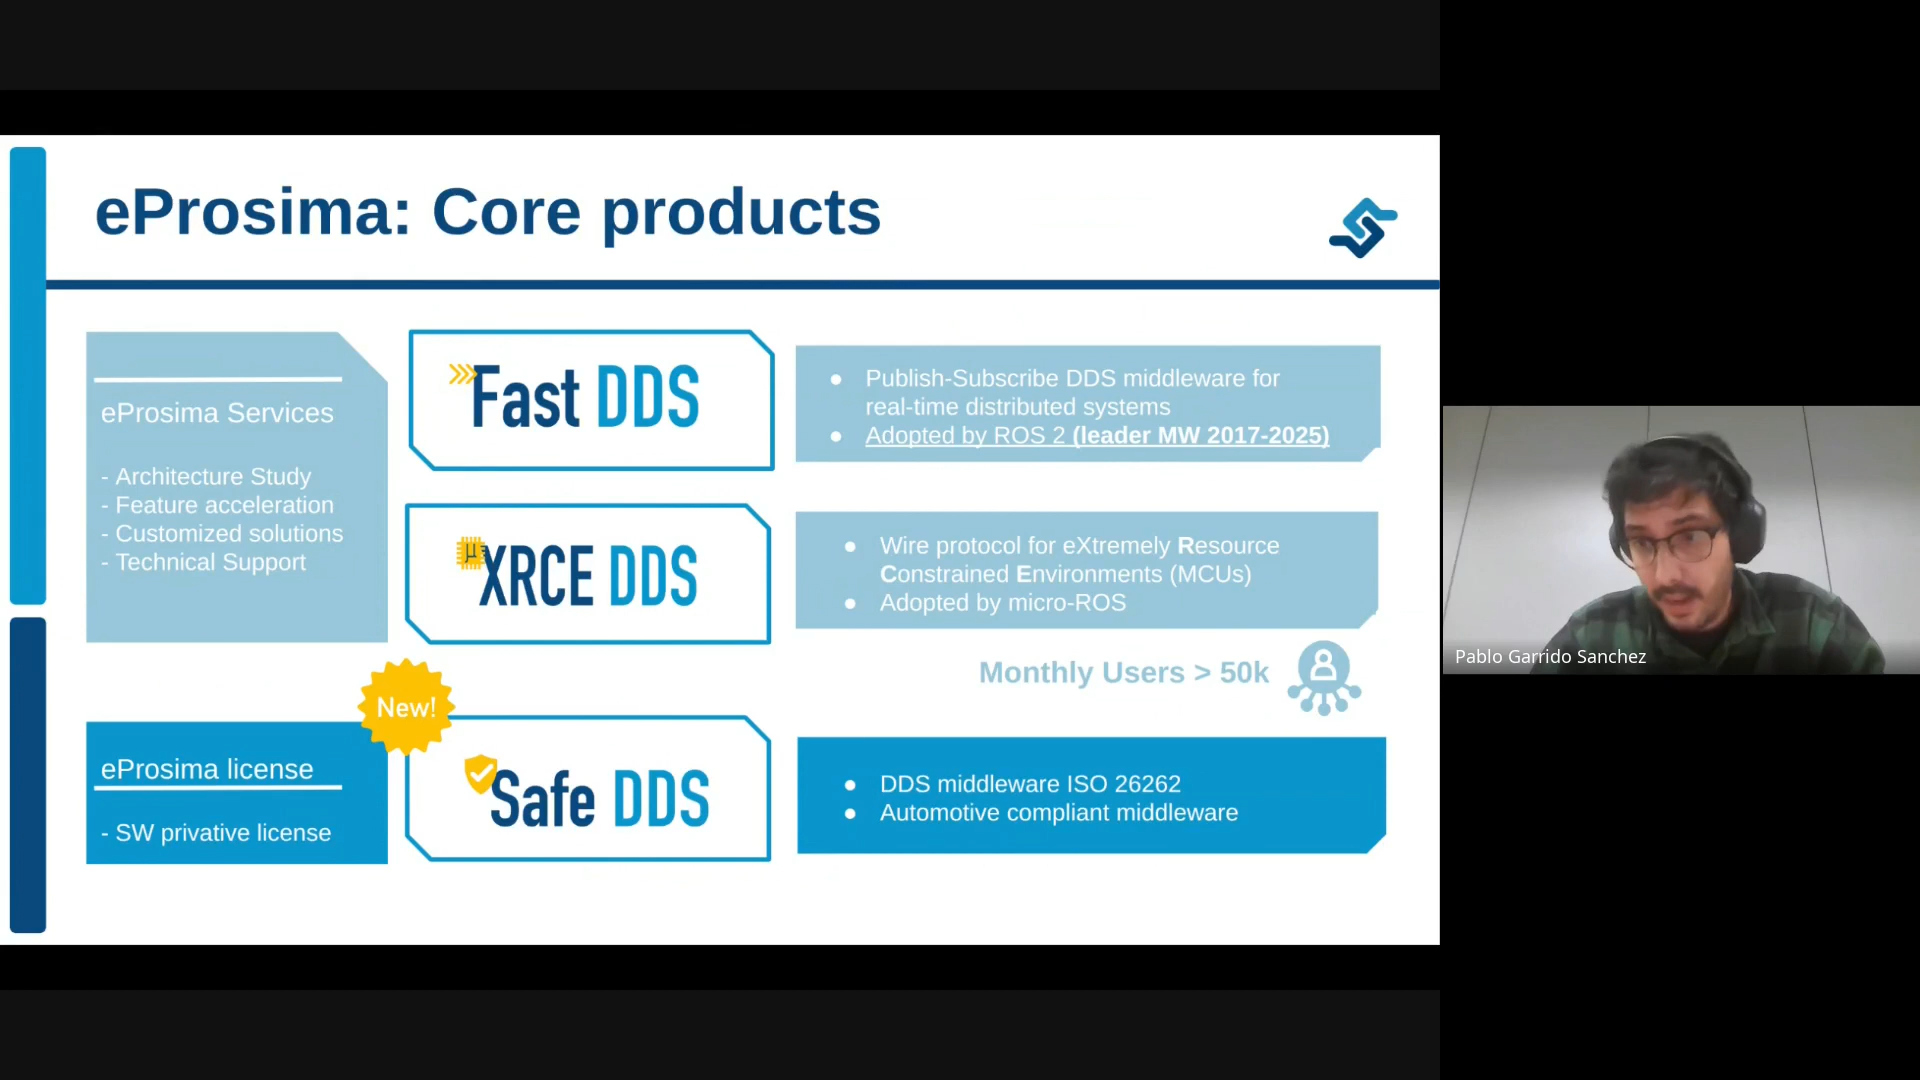 eProsima: Core products
eProsima Services
- Architecture Study
- Feature acceleration
- Customized solutions
- Technical Support
Fast DDS
● Publish-Subscribe DDS middleware for
real-time distributed systems
● Adopted by ROS 2 (leader MW 2017-2025)
µ
XRCE DDS
● Wire protocol for eXtremely Resource
Constrained Environments (MCUs)
● Adopted by micro-ROS
Monthly Users > 50k
New!
eProsima license
- SW privative license
Safe DDS
● DDS middleware ISO 26262
● Automotive compliant middleware
Pablo Garrido Sanchez